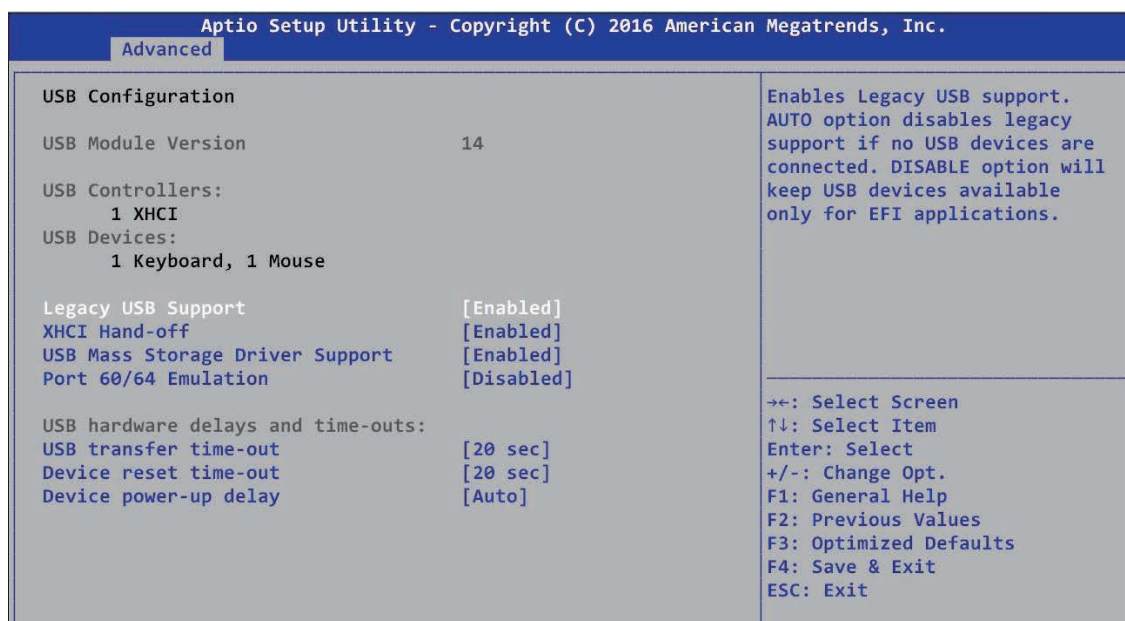 Aptio Setup Utility - Copyright (C) 2016 American Megatrends, Inc.
Advanced
USB Configuration
USB Module Version 14
USB Controllers:
1 XHCI
USB Devices:
1 Keyboard, 1 Mouse
Legacy USB Support [Enabled]
XHCI Hand-off [Enabled]
USB Mass Storage Driver Support [Enabled]
Port 60/64 Emulation [Disabled]
USB hardware delays and time-outs:
USB transfer time-out [20 sec]
Device reset time-out [20 sec]
Device power-up delay [Auto]
Enables Legacy USB support.
AUTO option disables legacy
support if no USB devices are
connected. DISABLE option will
keep USB devices available
only for EFI applications.
→←: Select Screen
↑↓: Select Item
Enter: Select
+/-: Change Opt.
F1: General Help
F2: Previous Values
F3: Optimized Defaults
F4: Save & Exit
ESC: Exit